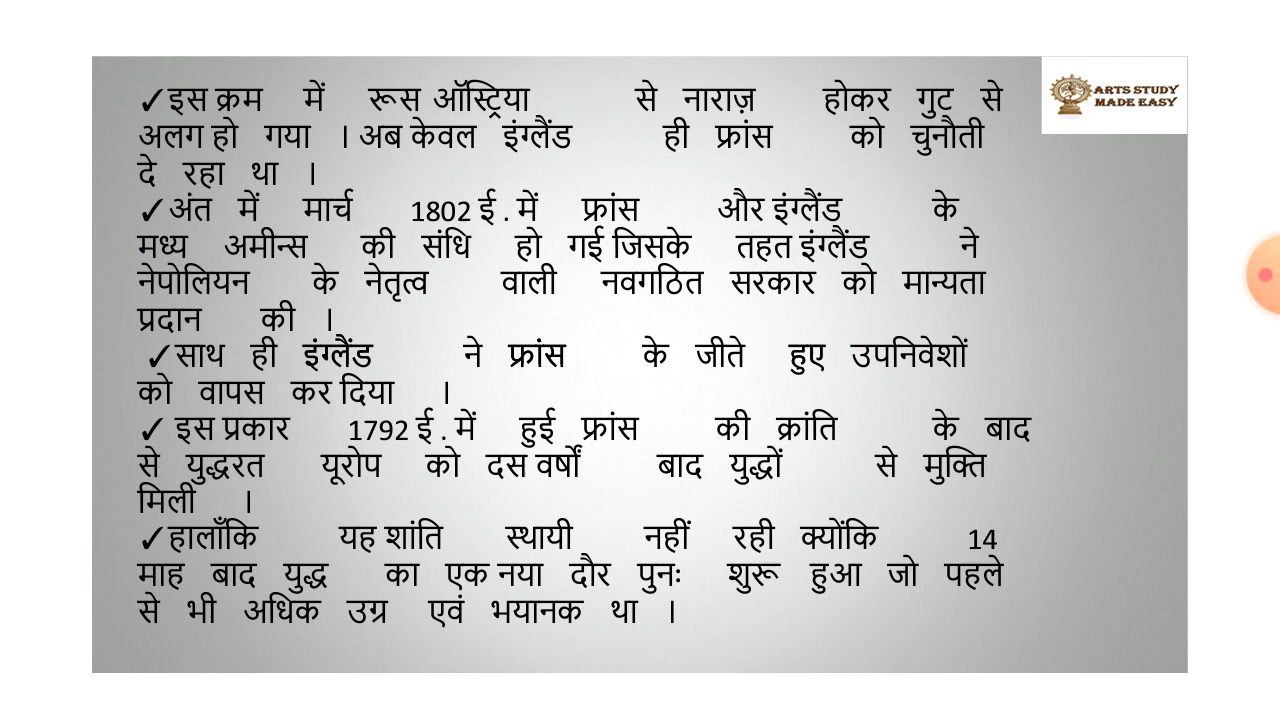 ✓इस क्रम में रूस ऑस्ट्रिया से नाराज़ होकर गुट से
अलग हो गया । अब केवल इंग्लैंड ही फ्रांस को चुनौती
दे रहा था ।
✓अंत में मार्च 1802 ई . में फ्रांस और इंग्लैंड के
मध्य अमीन्स की संधि हो गई जिसके तहत इंग्लैंड ने
नेपोलियन के नेतृत्व वाली नवगठित सरकार को मान्यता
प्रदान की ।
✓साथ ही इंग्लैंड ने फ्रांस के जीते हुए उपनिवेशों
को वापस कर दिया ।
✓ इस प्रकार 1792 ई . में हुई फ्रांस की क्रांति के बाद
से युद्धरत यूरोप को दस वर्षों बाद युद्धों से मुक्ति
मिली ।
✓हालाँकि यह शांति स्थायी नहीं रही क्योंकि 14
माह बाद युद्ध का एक नया दौर पुनः शुरू हुआ जो पहले
से भी अधिक उग्र एवं भयानक था ।
ARTS STUDY
MADE EASY